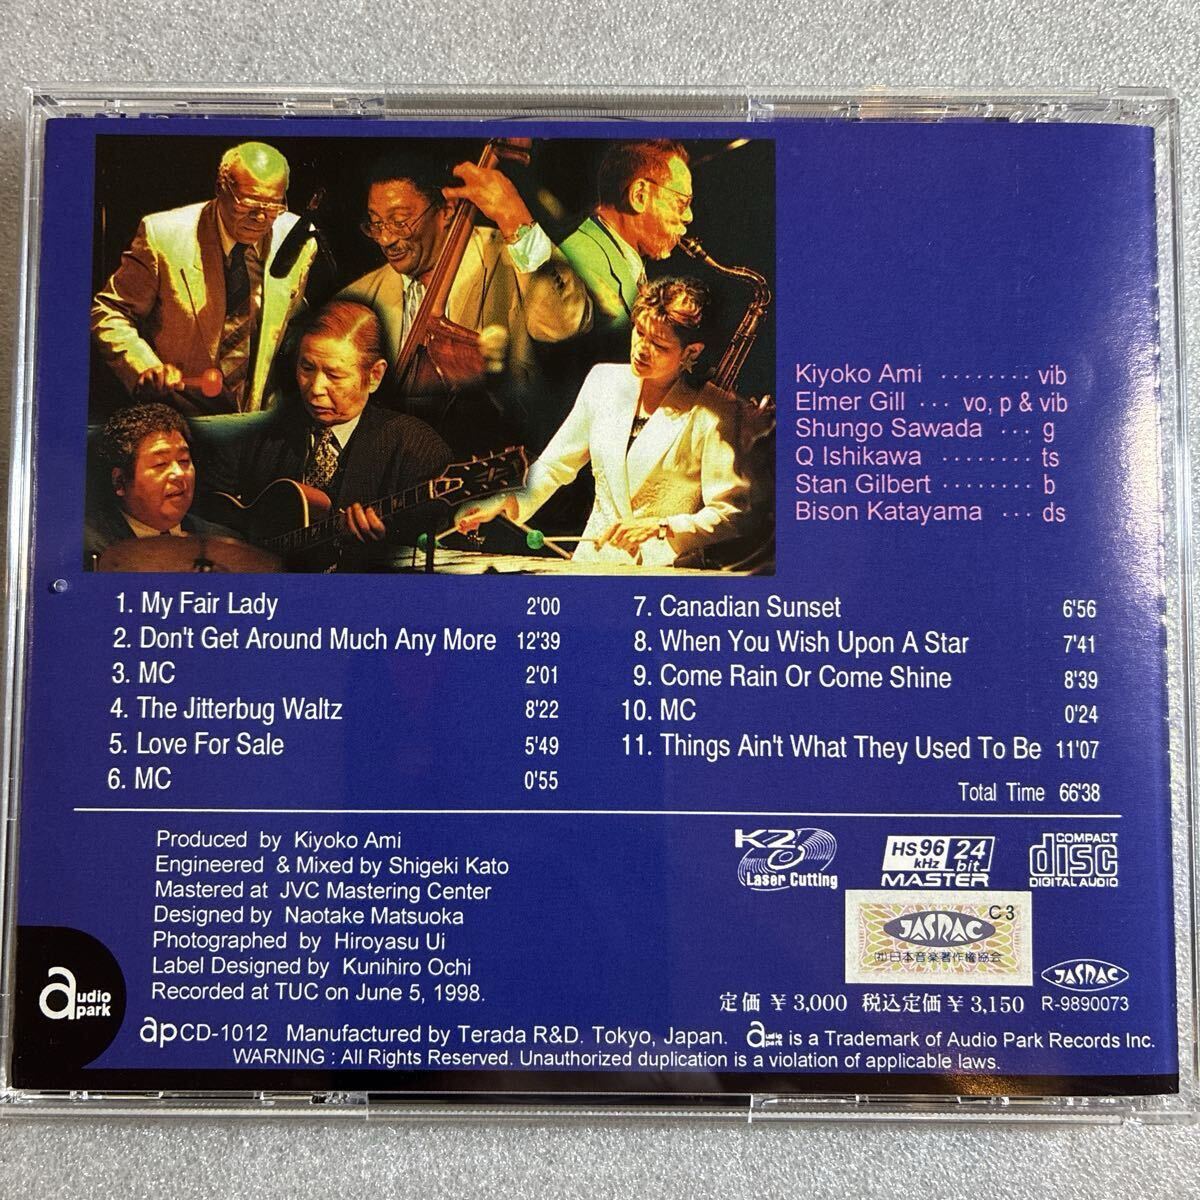 Kiyoko Ami ········ vib
Elmer Gill ··· vo, p & vib
Shungo Sawada ··· g
Q Ishikawa ········ ts
Stan Gilbert ········ b
Bison Katayama ··· ds
1. My Fair Lady 2'00
2. Don't Get Around Much Any More 12'39
3. MC 2'01
4. The Jitterbug Waltz 8'22
5. Love For Sale 5'49
6. MC 0'55
7. Canadian Sunset 6'56
8. When You Wish Upon A Star 7'41
9. Come Rain Or Come Shine 8'39
10. MC 0'24
11. Things Ain't What They Used To Be 11'07
Total Time 66'38
Produced by Kiyoko Ami
Engineered & Mixed by Shigeki Kato
Mastered at JVC Mastering Center
Designed by Naotake Matsuoka
Photographed by Hiroyasu Ui
Label Designed by Kunihiro Ochi
Recorded at TUC on June 5, 1998.
K2
Laser Cutting
HS 96 kHz 24 bit
MASTER
COMPACT
disc
DIGITAL AUDIO
C3
JASRAC
(社)日本音楽著作権協会
JASRAC
定価 ¥3,000 税込定価 ¥3,150 R-9890073
audio park
apCD-1012 Manufactured by Terada R&D. Tokyo, Japan. audio park is a Trademark of Audio Park Records Inc.
WARNING : All Rights Reserved. Unauthorized duplication is a violation of applicable laws.